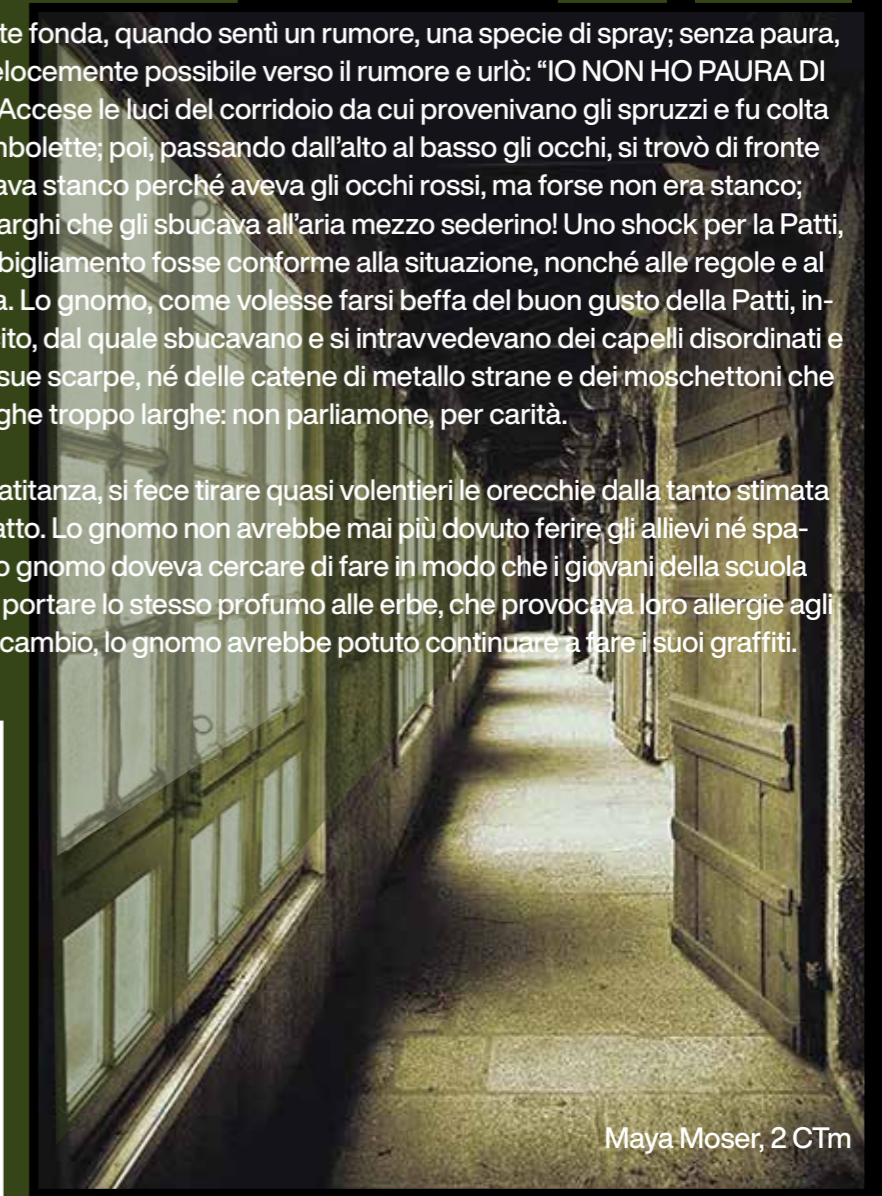 te fonda, quando sentì un rumore, una specie di spray; senza paura,
elocemente possibile verso il rumore e urlò: “IO NON HO PAURA DI
Accese le luci del corridoio da cui provenivano gli spruzzi e fu colta
mbolette; poi, passando dall’alto al basso gli occhi, si trovò di fronte
ava stanco perché aveva gli occhi rossi, ma forse non era stanco;
arghi che gli sbucava all’aria mezzo sederino! Uno shock per la Patti,
bigliamento fosse conforme alla situazione, nonché alle regole e al
a. Lo gnomo, come volesse farsi beffa del buon gusto della Patti, in-
ito, dal quale sbucavano e si intravvedevano dei capelli disordinati e
sue scarpe, né delle catene di metallo strane e dei moschettoni che
ghe troppo larghe: non parliamone, per carità.
atitanza, si fece tirare quasi volentieri le orecchie dalla tanto stimata
atto. Lo gnomo non avrebbe mai più dovuto ferire gli allievi né spa-
o gnomo doveva cercare di fare in modo che i giovani della scuola
portare lo stesso profumo alle erbe, che provocava loro allergie agli
cambio, lo gnomo avrebbe potuto continuare a fare i suoi graffiti.
Maya Moser, 2 CTm